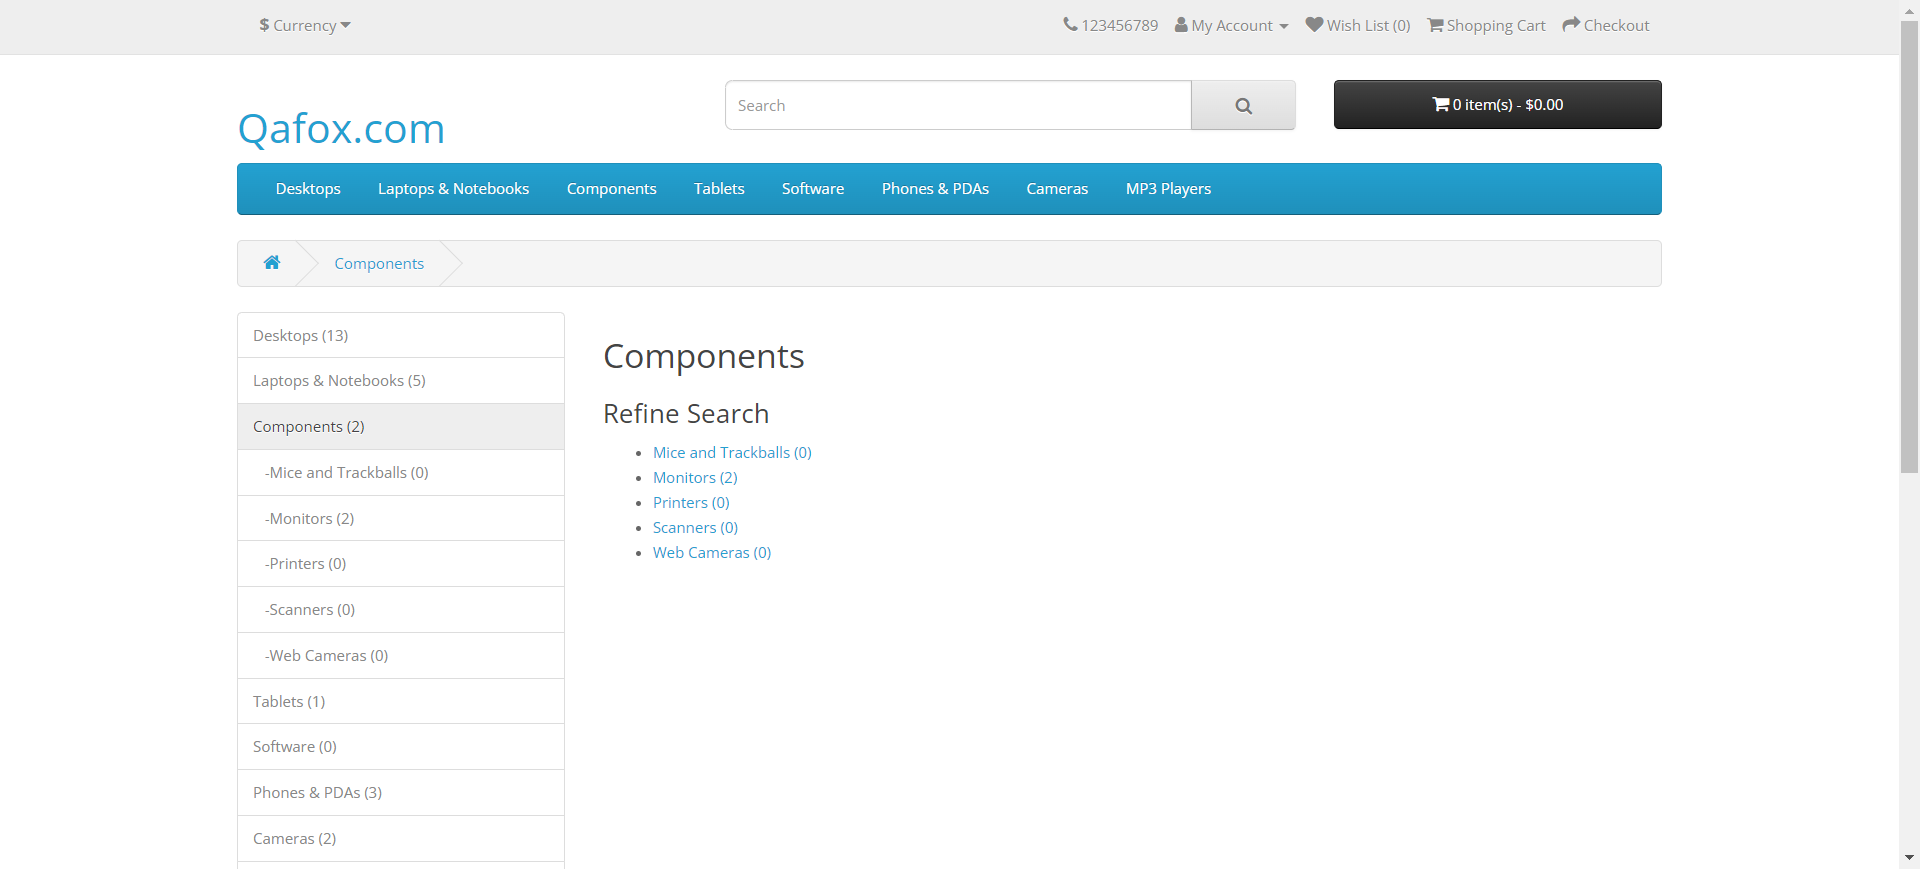 $ Currency
123456789 My Account Wish List (0) Shopping Cart Checkout
Qafox.com
Search
0 item(s) - $0.00
Desktops Laptops & Notebooks Components Tablets Software Phones & PDAs Cameras MP3 Players
Components
Desktops (13)
Laptops & Notebooks (5)
Components (2)
-Mice and Trackballs (0)
-Monitors (2)
-Printers (0)
-Scanners (0)
-Web Cameras (0)
Tablets (1)
Software (0)
Phones & PDAs (3)
Cameras (2)
Components
Refine Search
Mice and Trackballs (0)
Monitors (2)
Printers (0)
Scanners (0)
Web Cameras (0)